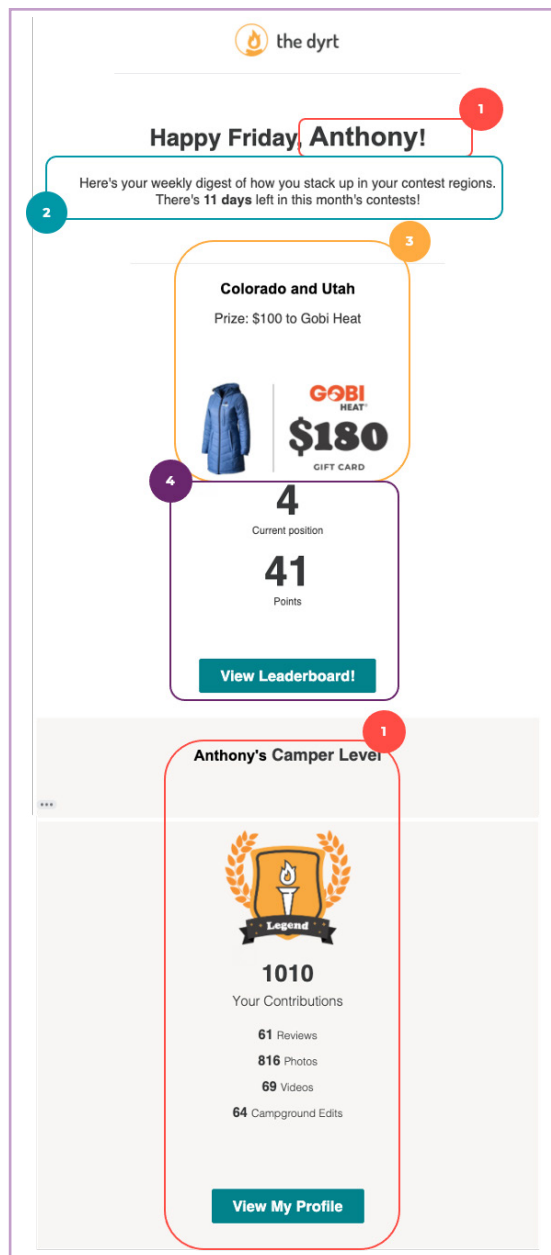 the dyrt
1
Happy Friday, Anthony!
Here's your weekly digest of how you stack up in your contest regions.
There's 11 days left in this month's contests!
2
3
Colorado and Utah
Prize: $100 to Gobi Heat
GOBI
HEAT®
$180
GIFT CARD
4
4
Current position
41
Points
View Leaderboard!
1
Anthony's Camper Level
•••
Legend
1010
Your Contributions
61 Reviews
816 Photos
69 Videos
64 Campground Edits
View My Profile